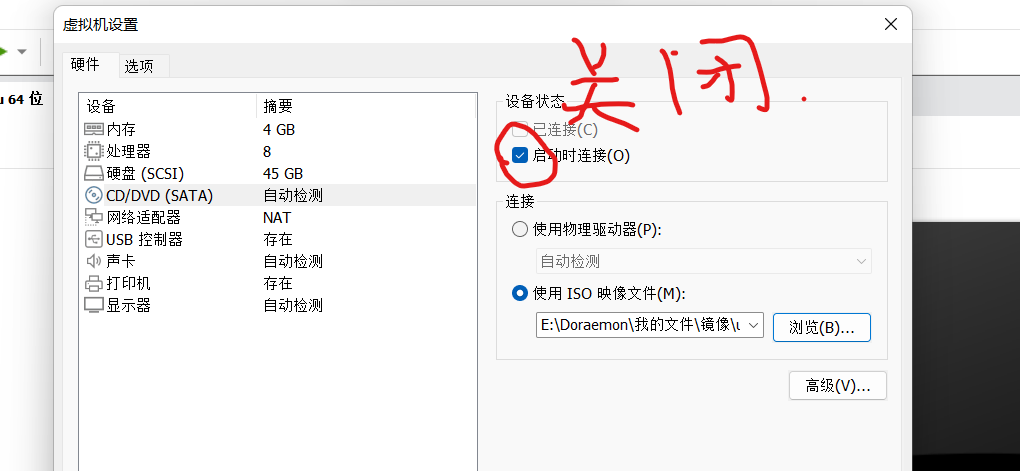 虚拟机设置
硬件 选项
关闭.
u 64 位
设备 摘要
内存 4 GB
处理器 8
硬盘 (SCSI) 45 GB
CD/DVD (SATA) 自动检测
网络适配器 NAT
USB 控制器 存在
声卡 自动检测
打印机 存在
显示器 自动检测
设备状态
已连接(C)
启动时连接(O)
连接
使用物理驱动器(P):
自动检测
使用 ISO 映像文件(M):
E:\Doraemon\我的文件\镜像\u 浏览(B)...
高级(V)...